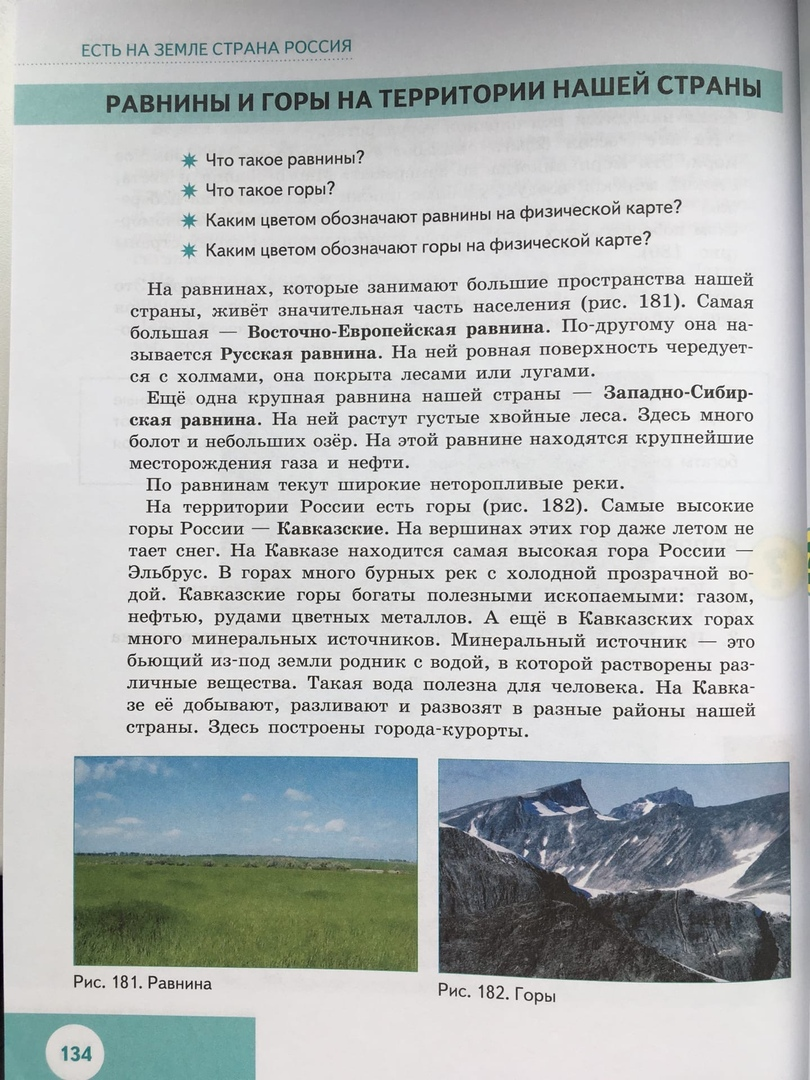 ЕСТЬ НА ЗЕМЛЕ СТРАНА РОССИЯ
РАВНИНЫ И ГОРЫ НА ТЕРРИТОРИИ НАШЕЙ СТРАНЫ
Что такое равнины?
Что такое горы?
Каким цветом обозначают равнины на физической карте?
Каким цветом обозначают горы на физической карте?
На равнинах, которые занимают большие пространства нашей
страны, живёт значительная часть населения (рис. 181). Самая
большая — Восточно-Европейская равнина. По-другому она на-
зывается Русская равнина. На ней ровная поверхность чередует-
ся с холмами, она покрыта лесами или лугами.
Ещё одна крупная равнина нашей страны — Западно-Сибир-
ская равнина. На ней растут густые хвойные леса. Здесь много
болот и небольших озёр. На этой равнине находятся крупнейшие
месторождения газа и нефти.
По равнинам текут широкие неторопливые реки.
На территории России есть горы (рис. 182). Самые высокие
горы России — Кавказские. На вершинах этих гор даже летом не
тает снег. На Кавказе находится самая высокая гора России —
Эльбрус. В горах много бурных рек с холодной прозрачной во-
дой. Кавказские горы богаты полезными ископаемыми: газом,
нефтью, рудами цветных металлов. А ещё в Кавказских горах
много минеральных источников. Минеральный источник — это
бьющий из-под земли родник с водой, в которой растворены раз-
личные вещества. Такая вода полезна для человека. На Кавка-
зе её добывают, разливают и развозят в разные районы нашей
страны. Здесь построены города-курорты.
Рис. 181. Равнина
Рис. 182. Горы
134